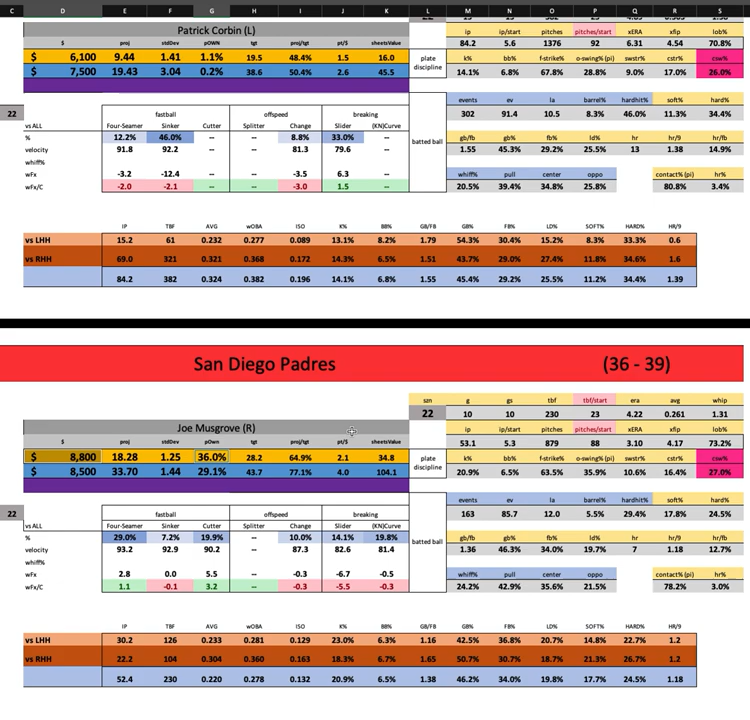 C D E F G H I J K L M N O P Q R S
Patrick Corbin (L)
ip ip/start pitches pitches/start xERA xfip lob%
84.2 5.6 1376 92 6.31 4.54 70.8%
$ proj stdDev pOWN tgt proj/tgt pt/$ sheetsValue
$ 6,100 9.44 1.41 1.1% 19.5 48.4% 1.5 16.0
$ 7,500 19.43 3.04 0.2% 38.6 50.4% 2.6 45.5
plate discipline
k% bb% f-strike% o-swing% (pi) swstr% cstr% csw%
14.1% 6.8% 67.8% 28.8% 9.0% 17.0% 26.0%
events ev la barrel% hardhit% soft% hard%
302 91.4 10.5 8.3% 46.0% 11.3% 34.4%
22
fastball offspeed breaking
vs ALL Four-Seamer Sinker Cutter Splitter Change Slider (KN)Curve
% 12.2% 46.0% -- -- 8.8% 33.0% --
velocity 91.8 92.2 -- -- 81.3 79.6 --
whiff%
wFx -3.2 -12.4 -- -- -3.5 6.3 --
wFx/C -2.0 -2.1 -- -- -3.0 1.5 --
batted ball
gb/fb gb% fb% ld% hr hr/9 hr/fb
1.55 45.3% 29.2% 25.5% 13 1.38 14.9%
whiff% pull center oppo contact% (pi) hr%
20.5% 39.4% 34.8% 25.8% 80.8% 3.4%
IP TBF AVG wOBA ISO K% BB% GB/FB GB% FB% LD% SOFT% HARD% HR/9
vs LHH 15.2 61 0.232 0.277 0.089 13.1% 8.2% 1.79 54.3% 30.4% 15.2% 8.3% 33.3% 0.6
vs RHH 69.0 321 0.321 0.368 0.172 14.3% 6.5% 1.51 43.7% 29.0% 27.4% 11.8% 34.6% 1.6
84.2 382 0.324 0.382 0.196 14.1% 6.8% 1.55 45.4% 29.2% 25.5% 11.2% 34.4% 1.39
San Diego Padres (36 - 39)
szn g gs tbf tbf/start era avg whip
22 10 10 230 23 4.22 0.261 1.31
Joe Musgrove (R)
ip ip/start pitches pitches/start xERA xfip lob%
53.1 5.3 879 88 3.10 4.17 73.2%
$ proj stdDev pOwn tgt proj/tgt pt/$ sheetsValue
$ 8,800 18.28 1.25 36.0% 28.2 64.9% 2.1 34.8
$ 8,500 33.70 1.44 29.1% 43.7 77.1% 4.0 104.1
plate discipline
k% bb% f-strike% o-swing% (pi) swstr% cstr% csw%
20.9% 6.5% 63.5% 35.9% 10.6% 16.4% 27.0%
events ev la barrel% hardhit% soft% hard%
163 85.7 12.0 5.5% 29.4% 17.8% 24.5%
22
fastball offspeed breaking
vs ALL Four-Seamer Sinker Cutter Splitter Change Slider (KN)Curve
% 29.0% 7.2% 19.9% -- 10.0% 14.1% 19.8%
velocity 93.2 92.9 90.2 -- 87.3 82.6 81.4
whiff%
wFx 2.8 0.0 5.5 -- -0.3 -6.7 -0.5
wFx/C 1.1 -0.1 3.2 -- -0.3 -5.5 -0.3
batted ball
gb/fb gb% fb% ld% hr hr/9 hr/fb
1.36 46.3% 34.0% 19.7% 7 1.18 12.7%
whiff% pull center oppo contact% (pi) hr%
24.2% 42.9% 35.6% 21.5% 78.2% 3.0%
IP TBF AVG wOBA ISO K% BB% GB/FB GB% FB% LD% SOFT% HARD% HR/9
vs LHH 30.2 126 0.233 0.281 0.129 23.0% 6.3% 1.16 42.5% 36.8% 20.7% 14.8% 22.7% 1.2
vs RHH 22.2 104 0.304 0.360 0.163 18.3% 6.7% 1.65 50.7% 30.7% 18.7% 21.3% 26.7% 1.2
52.4 230 0.220 0.278 0.132 20.9% 6.5% 1.38 46.2% 34.0% 19.8% 17.7% 24.5% 1.18